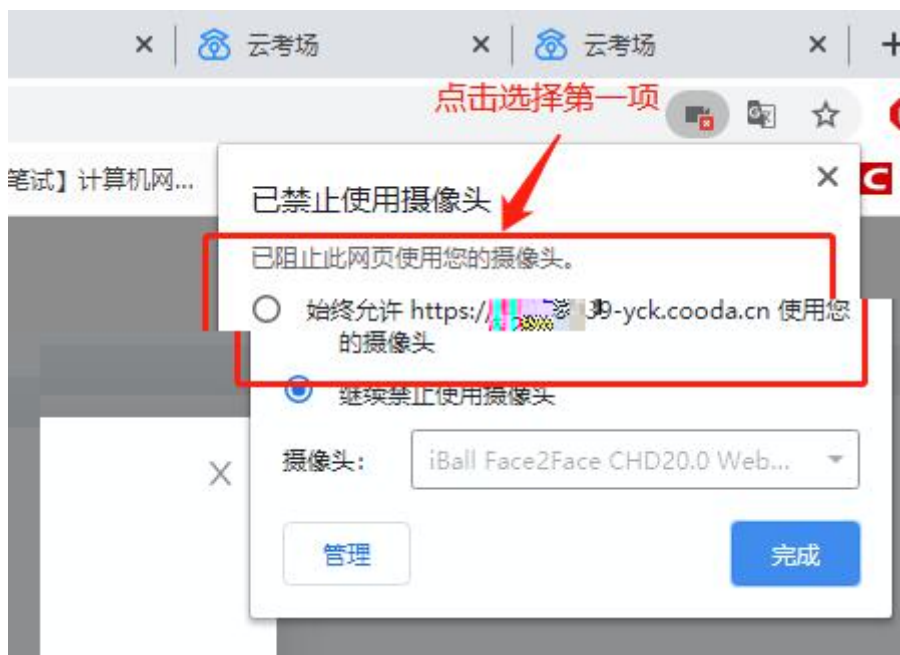 云考场
云考场
点击选择第一项
笔试】计算机网...
已禁止使用摄像头
已阻止此网页使用您的摄像头。
始终允许 https:// 39-yck.cooda.cn 使用您
的摄像头
继续禁止使用摄像头
摄像头：
iBall Face2Face CHD20.0 Web...
管理
完成